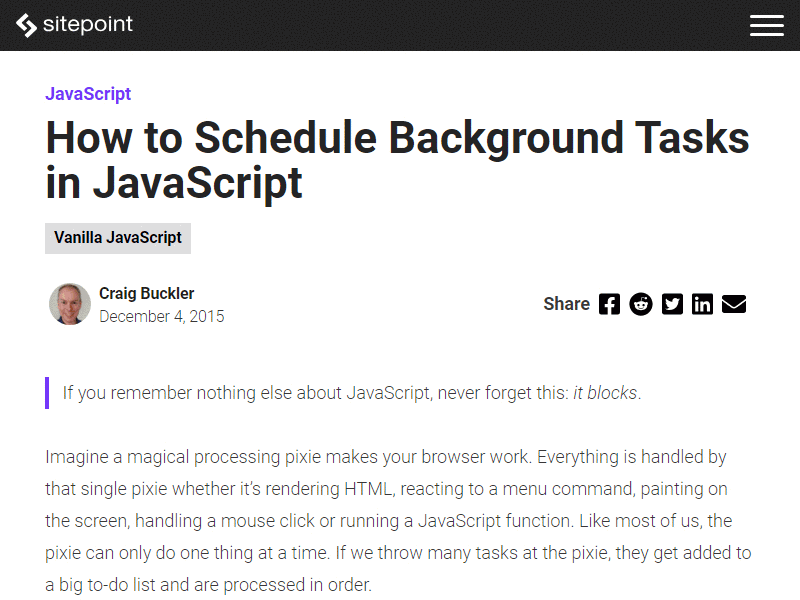 sitepoint
JavaScript
How to Schedule Background Tasks
in JavaScript
Vanilla JavaScript
Craig Buckler
December 4, 2015
Share
If you remember nothing else about JavaScript, never forget this: it blocks.
Imagine a magical processing pixie makes your browser work. Everything is handled by
that single pixie whether it’s rendering HTML, reacting to a menu command, painting on
the screen, handling a mouse click or running a JavaScript function. Like most of us, the
pixie can only do one thing at a time. If we throw many tasks at the pixie, they get added to
a big to-do list and are processed in order.